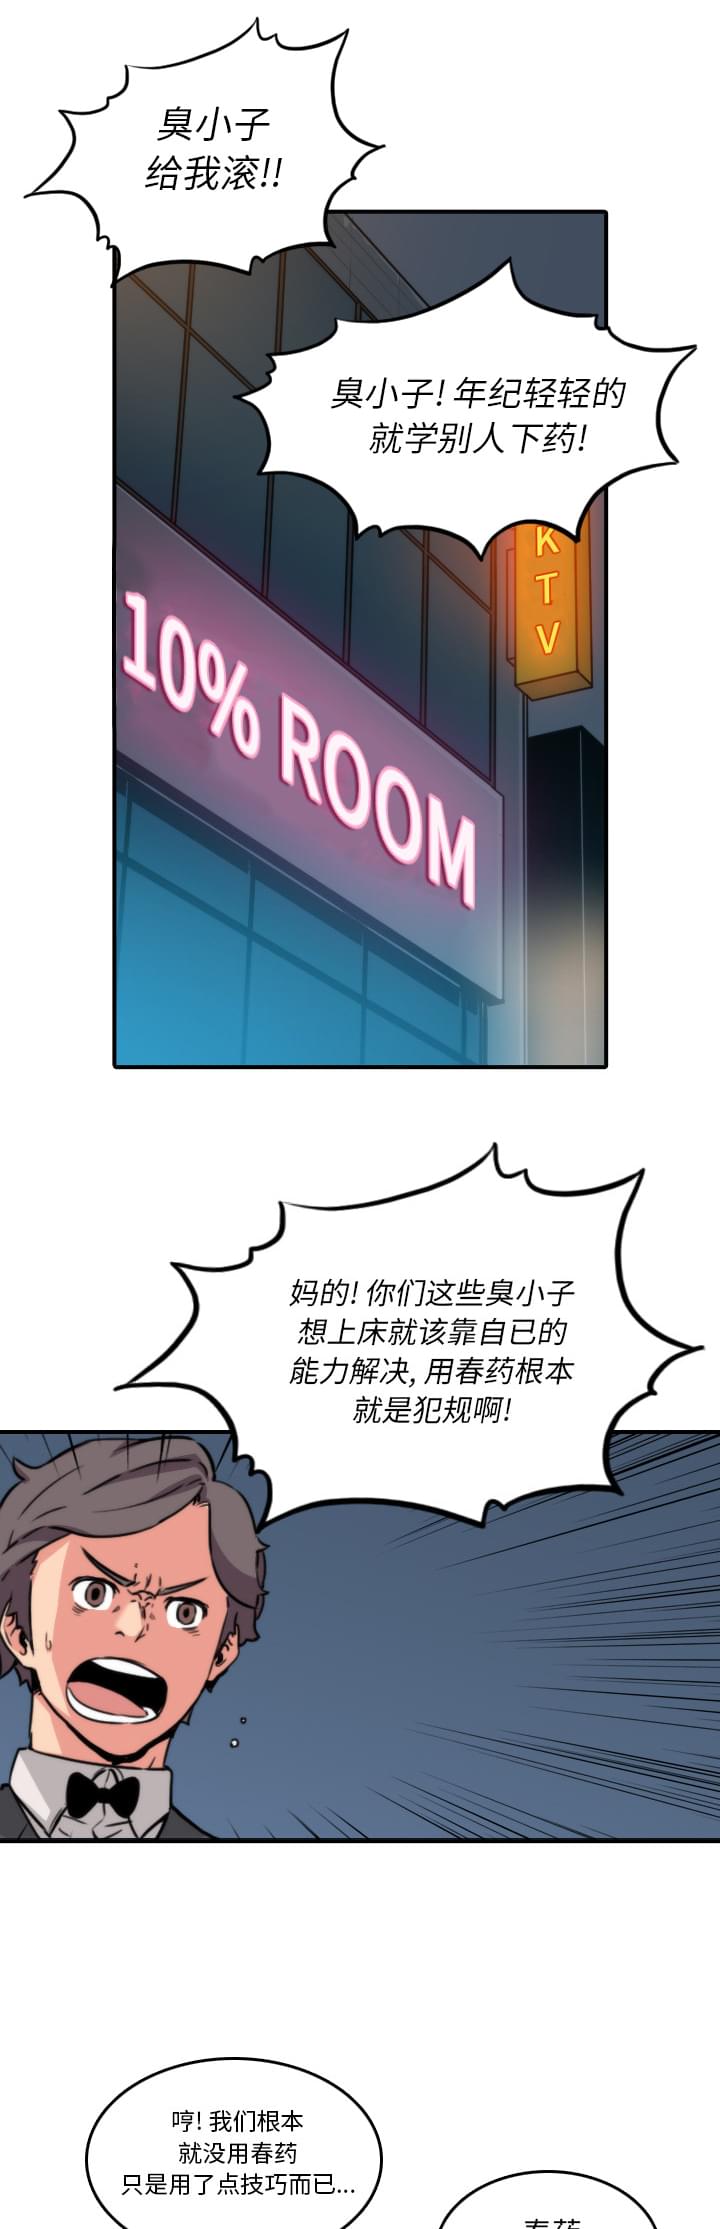 臭小子
给我滚!!
臭小子! 年纪轻轻的
就学别人下药!
KTV
10% ROOM
妈的! 你们这些臭小子
想上床就该靠自已的
能力解决, 用春药根本
就是犯规啊!
哼! 我们根本
就没用春药
只是用了点技巧而已...
春药